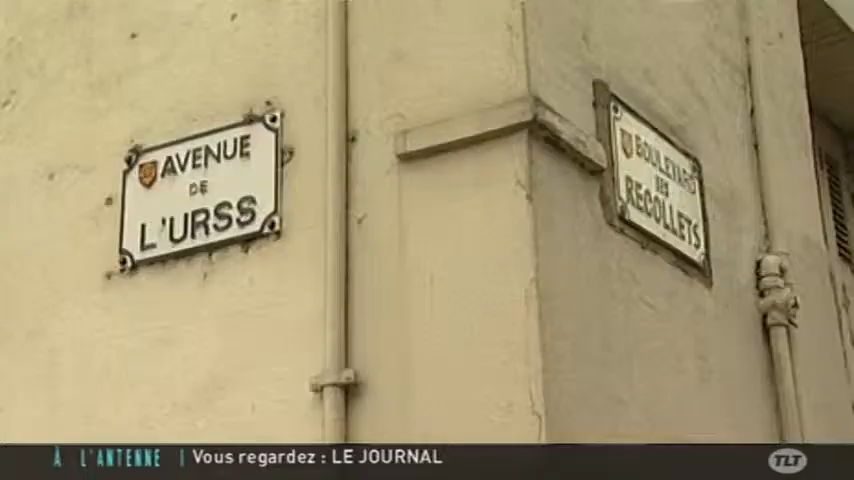 AVENUE
DE
L'URSS
BOULEVARD
DES
RECOLLETS
À L'ANTENNE | Vous regardez : LE JOURNAL
TLT